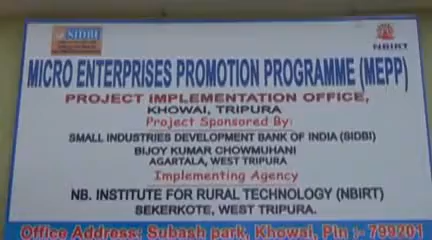 SIDBI
NBIRT
MICRO ENTERPRISES PROMOTION PROGRAMME (MEPP)
PROJECT IMPLEMENTATION OFFICE,
KHOWAI, TRIPURA
Project Sponsored By:
SMALL INDUSTRIES DEVELOPMENT BANK OF INDIA (SIDBI)
BIJOY KUMAR CHOWMUHANI
AGARTALA, WEST TRIPURA
Implementing Agency
NB. INSTITUTE FOR RURAL TECHNOLOGY (NBIRT)
SEKERKOTE, WEST TRIPURA.
Office Address: Subash park, Khowai, Pin :- 799201